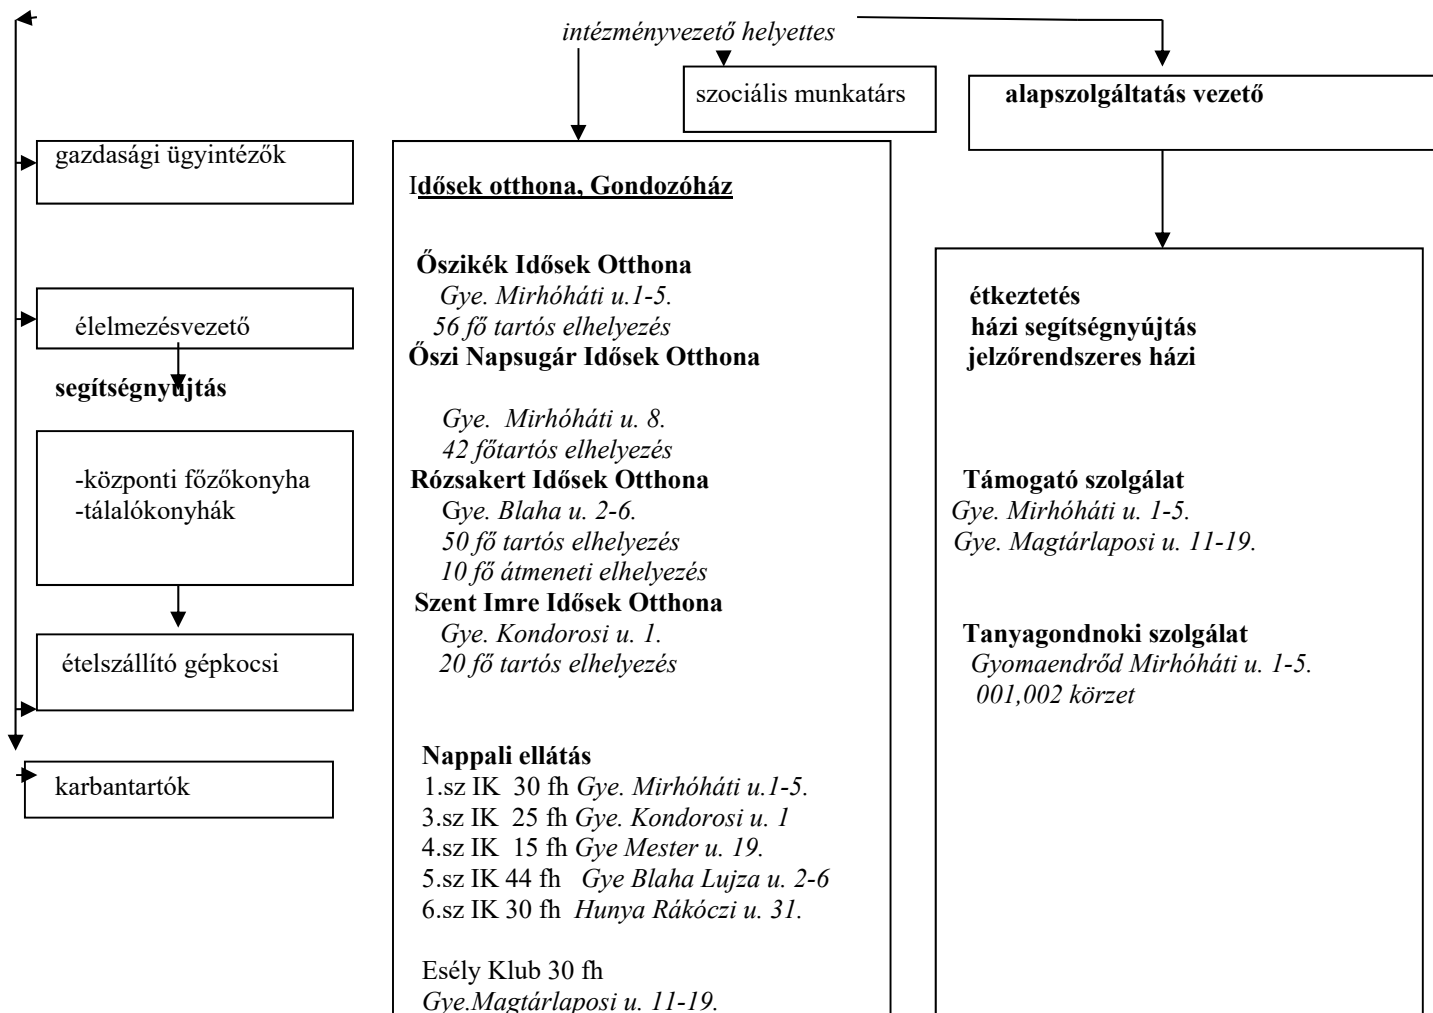 intézményvezető helyettes
szociális munkatárs
alapszolgáltatás vezető
gazdasági ügyintézők
élelmezésvezető
segítségnyújtás
-központi főzőkonyha
-tálalókonyhák
ételszállító gépkocsi
karbantartók
Idősek otthona, Gondozóház
Őszikék Idősek Otthona
Gye. Mirhóháti u.1-5.
56 fő tartós elhelyezés
Őszi Napsugár Idősek Otthona
Gye. Mirhóháti u. 8.
42 főtartós elhelyezés
Rózsakert Idősek Otthona
Gye. Blaha u. 2-6.
50 fő tartós elhelyezés
10 fő átmeneti elhelyezés
Szent Imre Idősek Otthona
Gye. Kondorosi u. 1.
20 fő tartós elhelyezés
Nappali ellátás
1.sz IK 30 fh Gye. Mirhóháti u.1-5.
3.sz IK 25 fh Gye. Kondorosi u. 1
4.sz IK 15 fh Gye Mester u. 19.
5.sz IK 44 fh Gye Blaha Lujza u. 2-6
6.sz IK 30 fh Hunya Rákóczi u. 31.
Esély Klub 30 fh
Gye.Magtárlaposi u. 11-19.
étkeztetés
házi segítségnyújtás
jelzőrendszeres házi
Támogató szolgálat
Gye. Mirhóháti u. 1-5.
Gye. Magtárlaposi u. 11-19.
Tanyagondnoki szolgálat
Gyomaendrőd Mirhóháti u. 1-5.
001,002 körzet